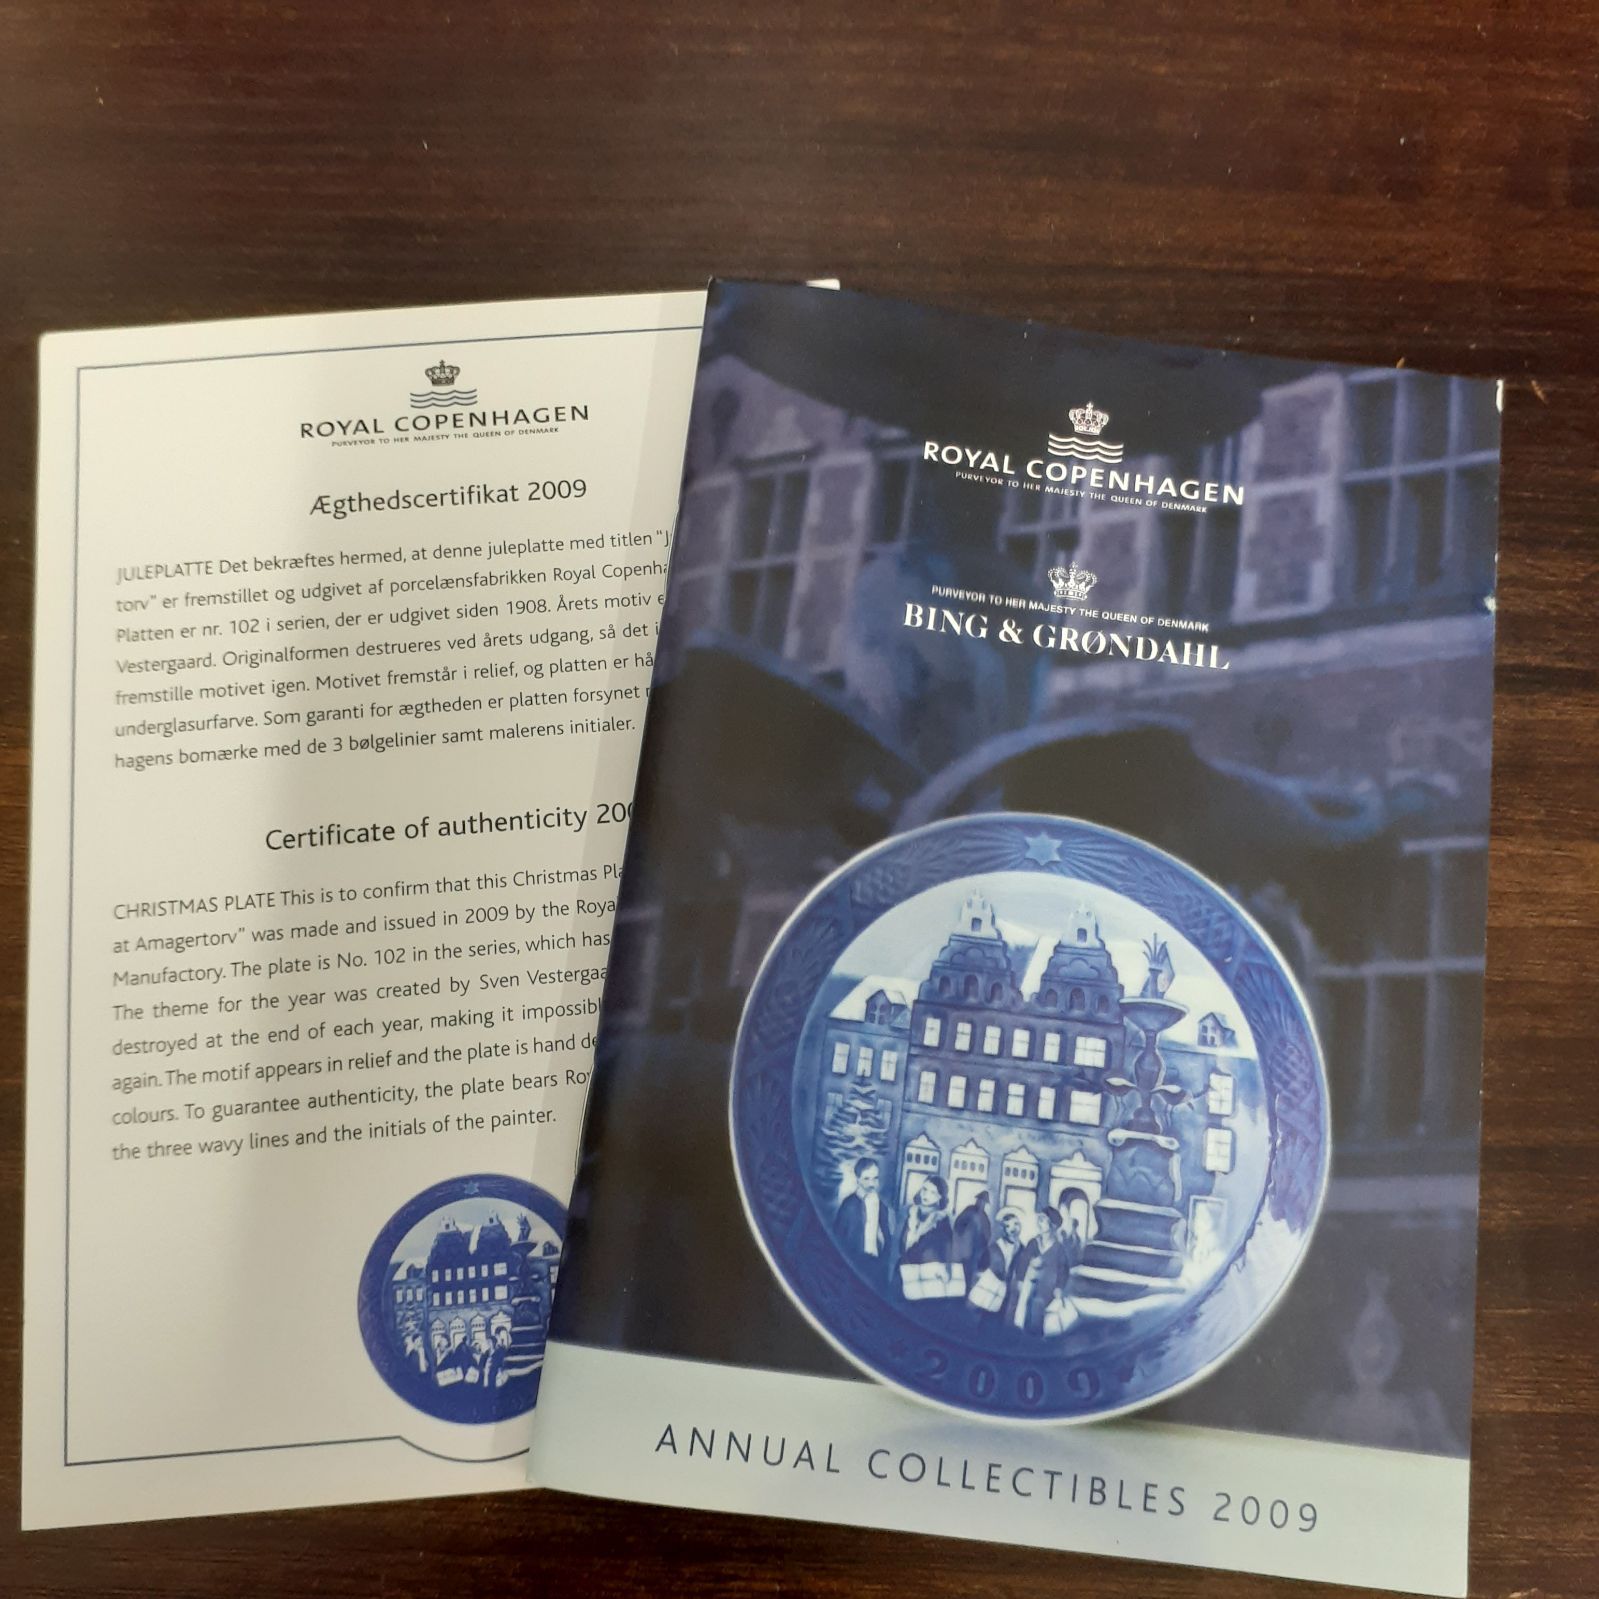 ROYAL COPENHAGEN
PURVEYOR TO HER MAJESTY THE QUEEN OF DENMARK
Ægthedscertifikat 2009
JULEPLATTE Det bekræftes hermed, at denne juleplatte med titlen
torv" er fremstillet og udgivet af porcelænsfabrikken Royal
Platten er nr. 102 i serien, der er udgivet siden 1908. Årets motiv
Vestergaard. Originalformen destrueres ved årets udgang, så det
fremstille motivet igen. Motivet fremstår i relief, og platten er
underglasurfarve. Som garanti for ægtheden er platten forsynet
hagens bomærke med de 3 bølgelinier samt malerens initialer.
Certificate of authenticity
CHRISTMAS PLATE This is to confirm that this Christmas
at Amagertorv" was made and issued in 2009 by the
Manufactory. The plate is No. 102 in the series, which has
The theme for the year was created by Sven
destroyed at the end of each year, making it
again. The motif appears in relief and the plate is hand
colours. To guarantee authenticity, the plate bears
the three wavy lines and the initials of the painter.
ROYAL COPENHAGEN
PURVEYOR TO HER MAJESTY THE QUEEN OF DENMARK
PURVEYOR TO HER MAJESTY THE QUEEN OF DENMARK
BING & GRØNDAHL
2009
ANNUAL COLLECTIBLES 2009